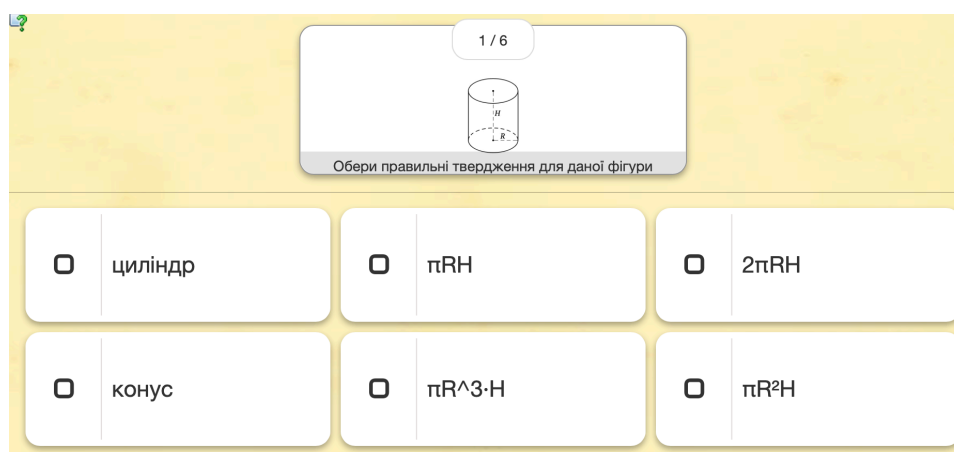 1 / 6
H
R
Обери правильні твердження для даної фігури
циліндр
πRH
2πRH
конус
πR^3·H
πR²H